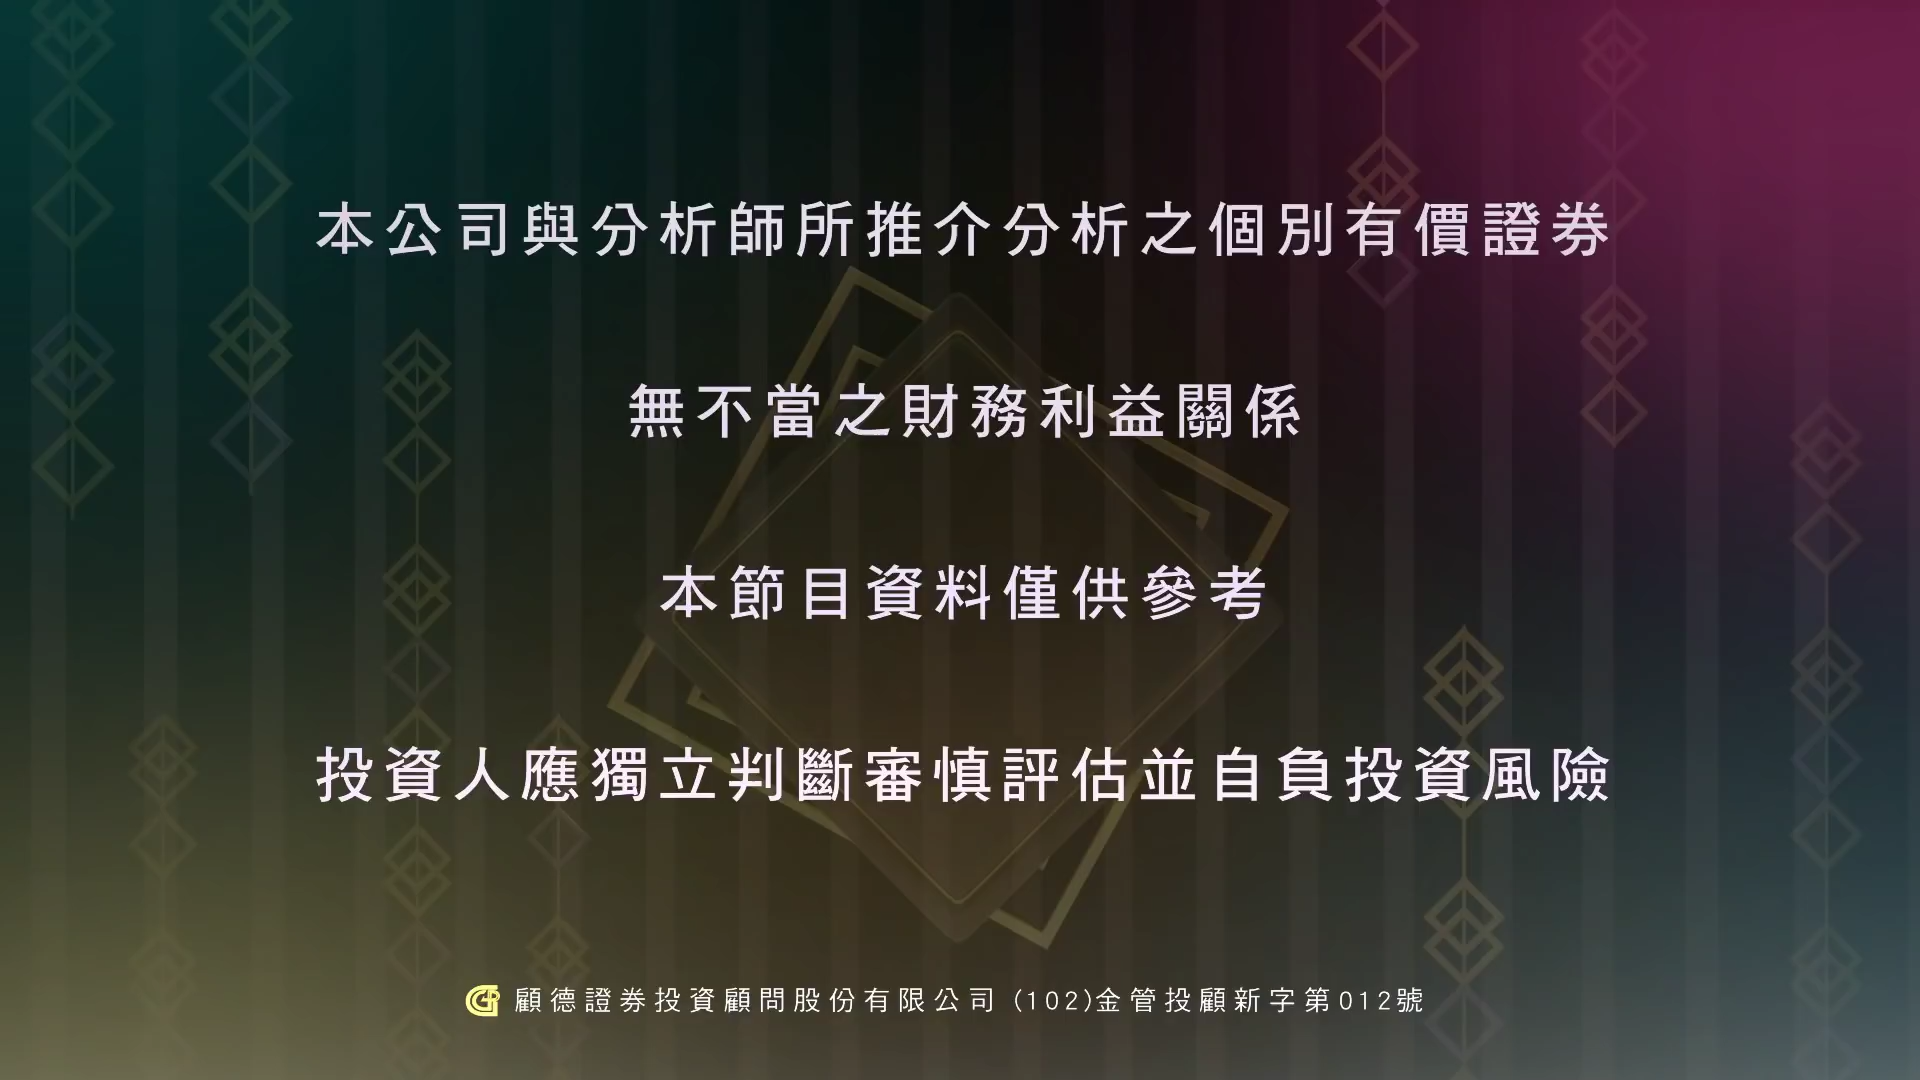 本公司與分析師所推介分析之個別有價證券
無不當之財務利益關係
本節目資料僅供參考
投資人應獨立判斷審慎評估並自負投資風險
顧德證券投資顧問股份有限公司 (102)金管投顧新字第012號